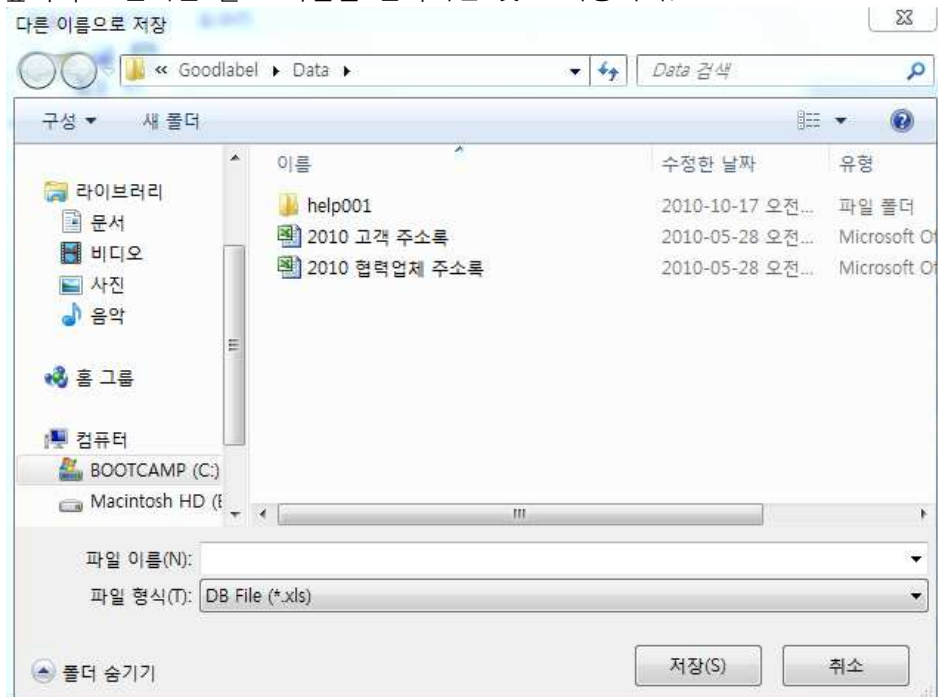 다른 이름으로 저장
« Goodlabel ▸ Data ▸
Data 검색
구성 ▾ 새 폴더
이름 수정한 날짜 유형
라이브러리
문서
비디오
사진
음악
홈 그룹
컴퓨터
BOOTCAMP (C:)
Macintosh HD (E
help001 2010-10-17 오전... 파일 폴더
2010 고객 주소록 2010-05-28 오전... Microsoft Of
2010 협력업체 주소록 2010-05-28 오전... Microsoft Of
파일 이름(N):
파일 형식(T): DB File (*.xls)
폴더 숨기기
저장(S)
취소